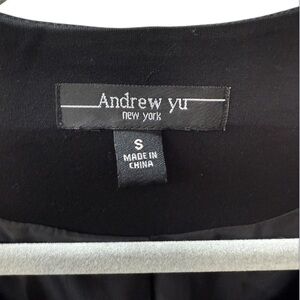 Andrew yu
new york
S
MADE IN
CHINA